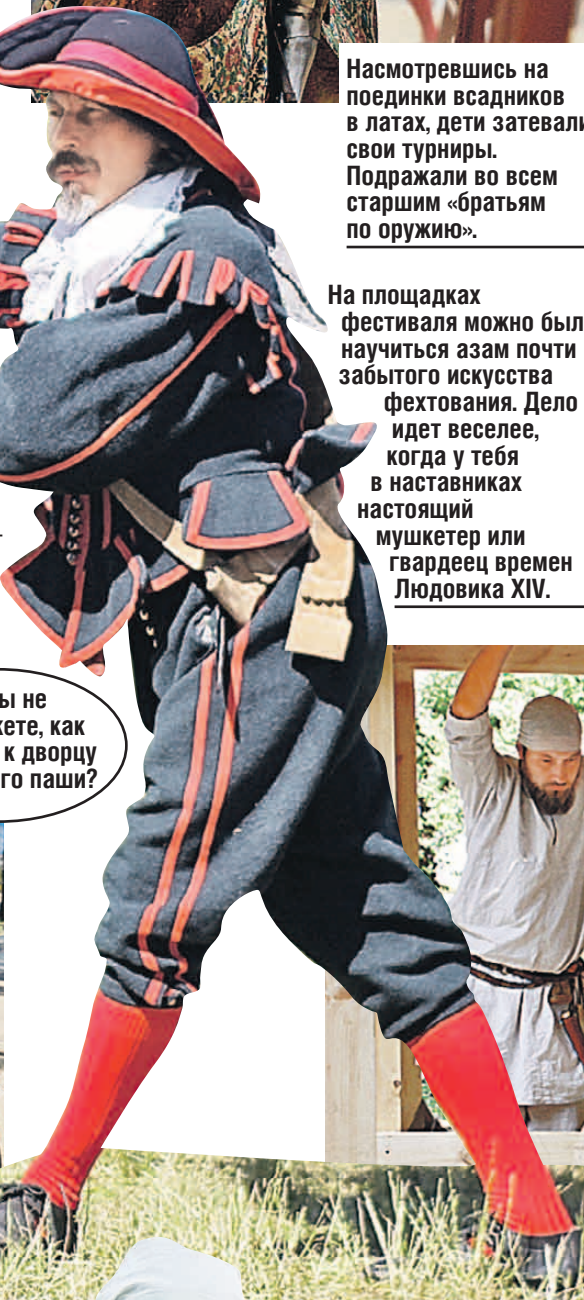 Насмотревшись на
поединки всадников
в латах, дети затевали
свои турниры.
Подражали во всем
старшим «братьям
по оружию».
На площадках
фестиваля можно был
научиться азам почти
забытого искусства
фехтования. Дело
идет веселее,
когда у тебя
в наставниках
настоящий
мушкетер или
гвардеец времен
Людовика XIV.
ы не
ете, как
к дворцу
го паши?